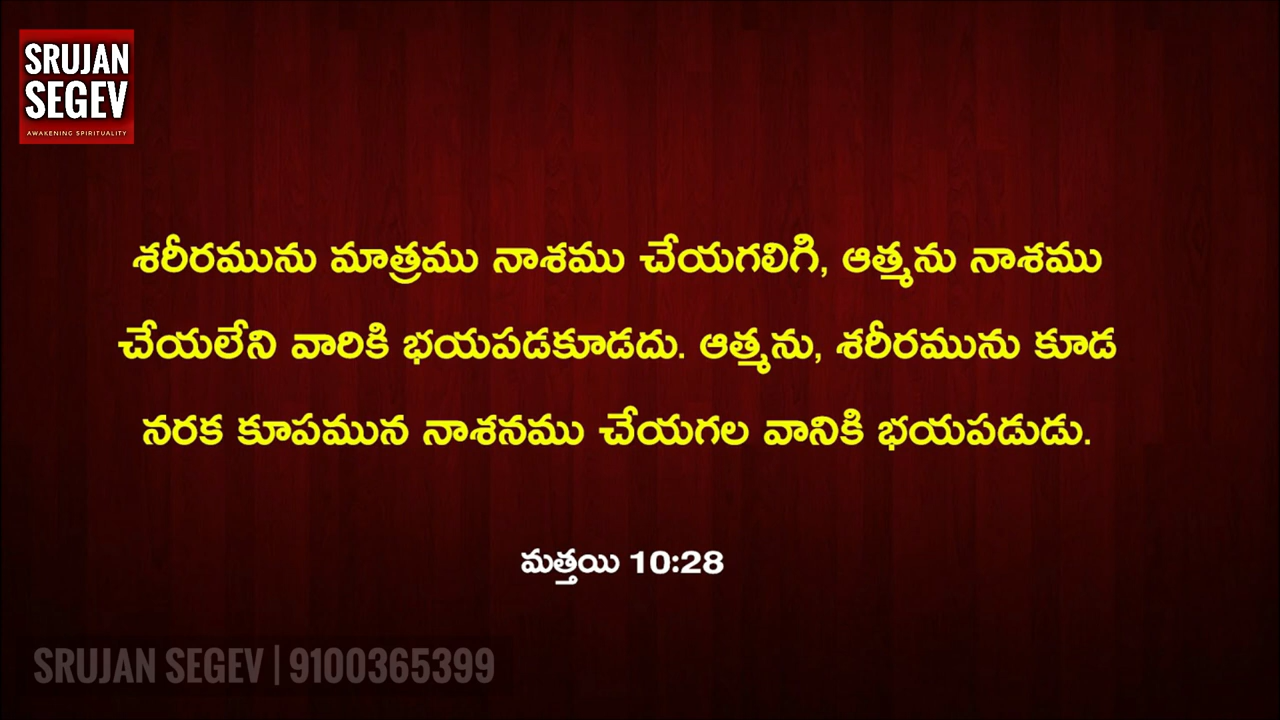 SRUJAN
SEGEV
AWAKENING SPIRITUALITY
శరీరమును మాత్రము నాశము చేయగలిగి, ఆత్మను నాశము
చేయలేని వారికి భయపడకూడదు. ఆత్మను, శరీరమును కూడ
నరక కూపమున నాశనము చేయగల వానికి భయపడుడు.
మత్తయి 10:28
SRUJAN SEGEV | 9100365399